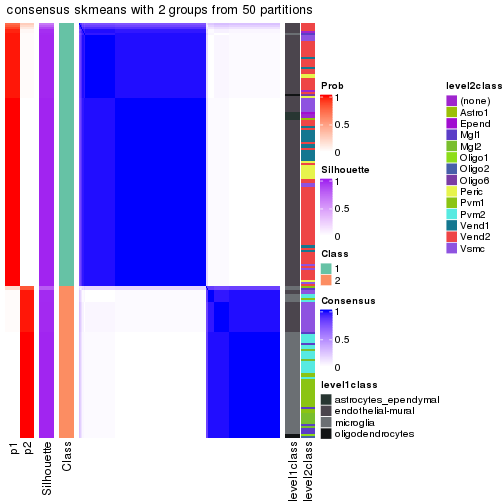 consensus skmeans with 2 groups from 50 partitions
Prob
1
0.5
0
Silhouette
1
0.5
0
Class
1
2
Consensus
1
0.5
0
level1class
astrocytes_ependymal
endothelial-mural
microglia
oligodendrocytes
level2class
(none)
Astro1
Epend
Mgl1
Mgl2
Oligo1
Oligo2
Oligo6
Peric
Pvm1
Pvm2
Vend1
Vend2
Vsmc
p1
p2
Silhouette
Class
level1class
level2class